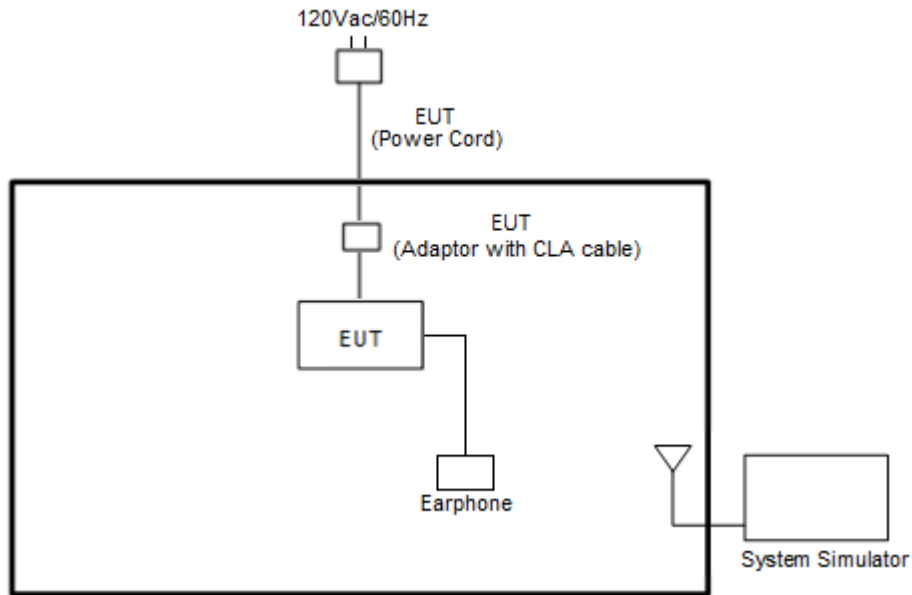 120Vac/60Hz
EUT
(Power Cord)
EUT
(Adaptor with CLA cable)
EUT
Earphone
System Simulator